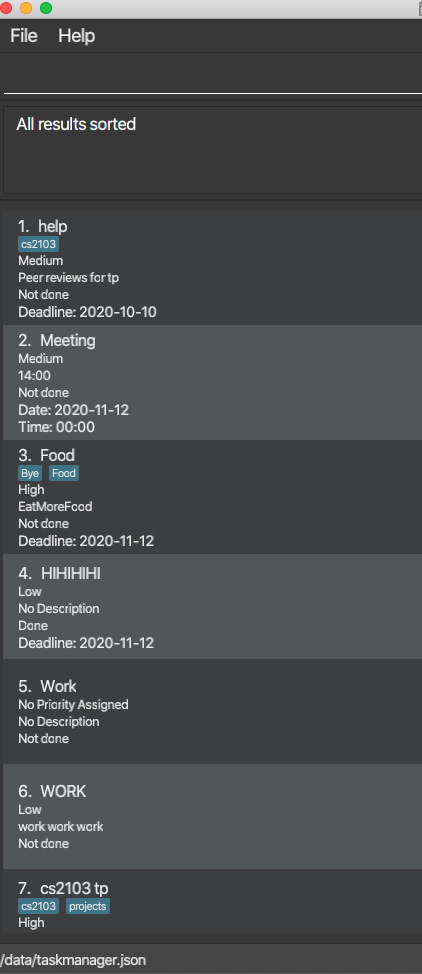 File Help
All results sorted
1. help
cs2103
Medium
Peer reviews for tp
Not done
Deadline: 2020-10-10
2. Meeting
Medium
14:00
Not done
Date: 2020-11-12
Time: 00:00
3. Food
Bye Food
High
EatMoreFood
Not done
Deadline: 2020-11-12
4. HIHIHIHI
Low
No Description
Done
Deadline: 2020-11-12
5. Work
No Priority Assigned
No Description
Not done
6. WORK
Low
work work work
Not done
7. cs2103 tp
cs2103 projects
High
/data/taskmanager.json